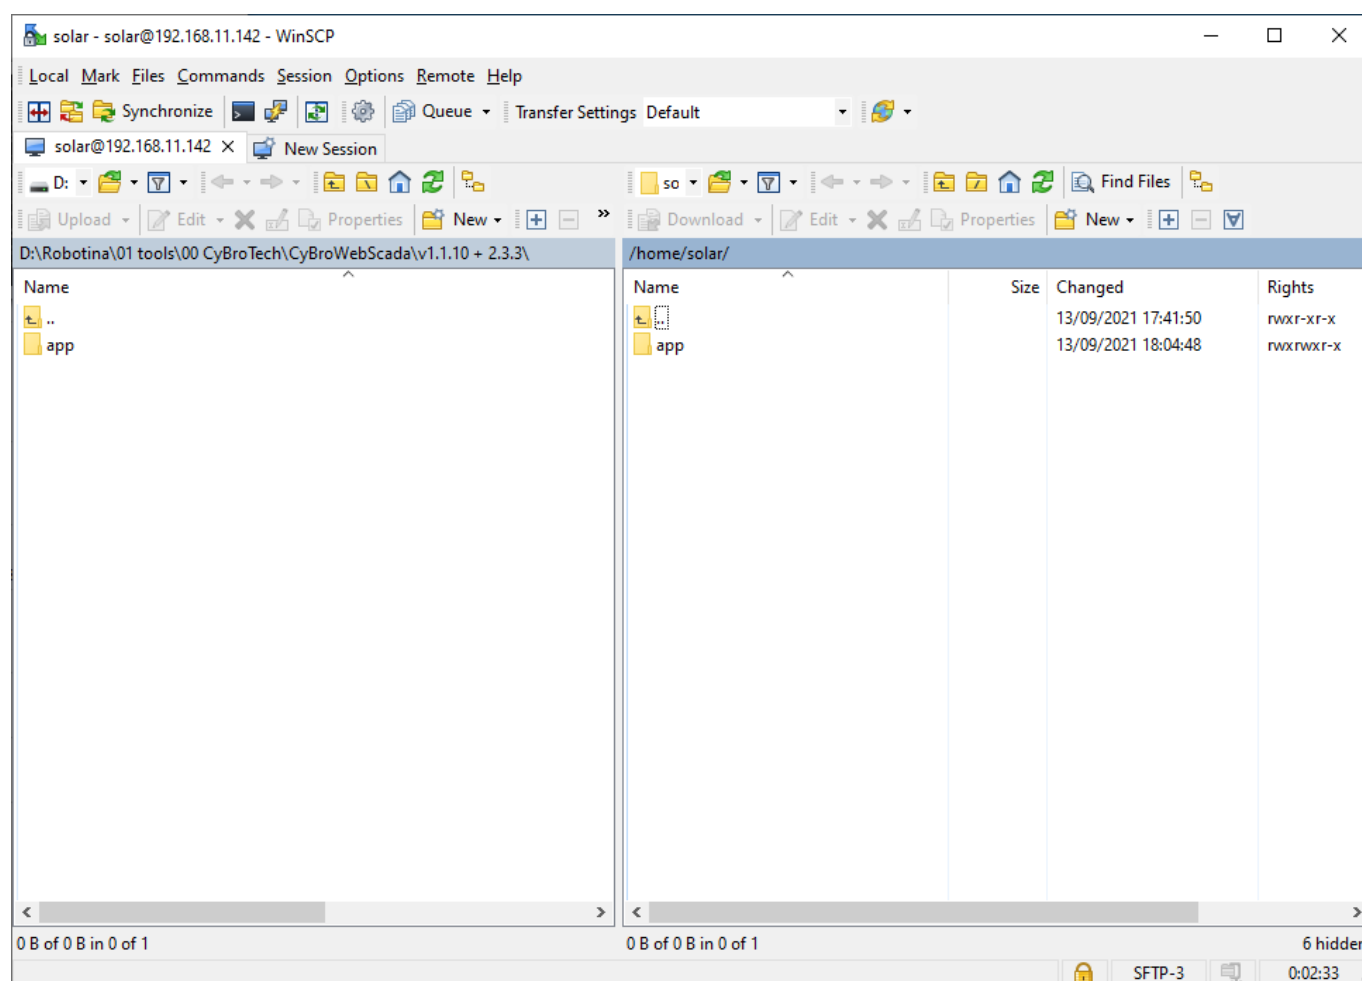 solar - solar@192.168.11.142 - WinSCP
Local Mark Files Commands Session Options Remote Help
Synchronize Queue Transfer Settings Default
solar@192.168.11.142 New Session
D: so Find Files
Upload Edit Properties New » Download Edit Properties New
D:\Robotina\01 tools\00 CyBroTech\CyBroWebScada\v1.1.10 + 2.3.3\ /home/solar/
Name Name Size Changed Rights
.. .. 13/09/2021 17:41:50 rwxr-xr-x
app app 13/09/2021 18:04:48 rwxrwxr-x
0 B of 0 B in 0 of 1 0 B of 0 B in 0 of 1 6 hidden
SFTP-3 0:02:33